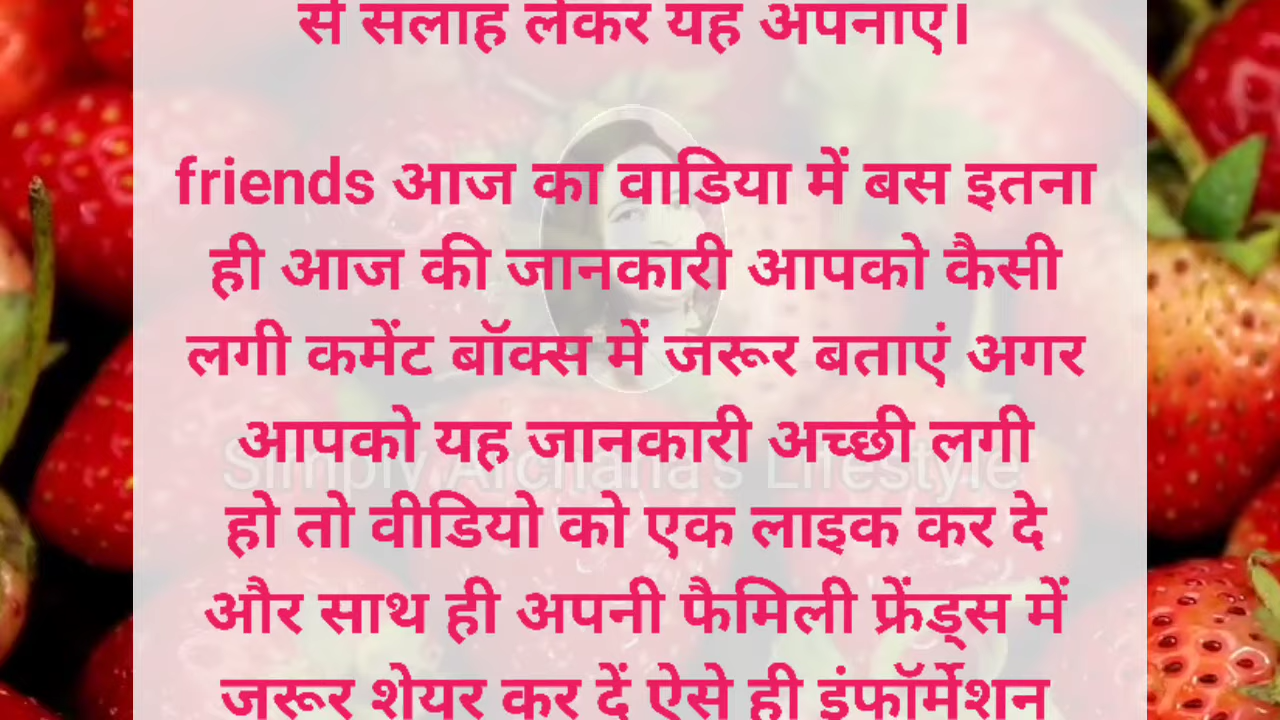 से सलाह लेकर यह अपनाए।
friends आज का वाडिया में बस इतना
ही आज की जानकारी आपको कैसी
लगी कमेंट बॉक्स में जरूर बताएं अगर
आपको यह जानकारी अच्छी लगी
Simply Archana's Lifestyle
हो तो वीडियो को एक लाइक कर दे
और साथ ही अपनी फैमिली फ्रेंड्स में
जरूर शेयर कर दें ऐसे ही इंफॉर्मेशन